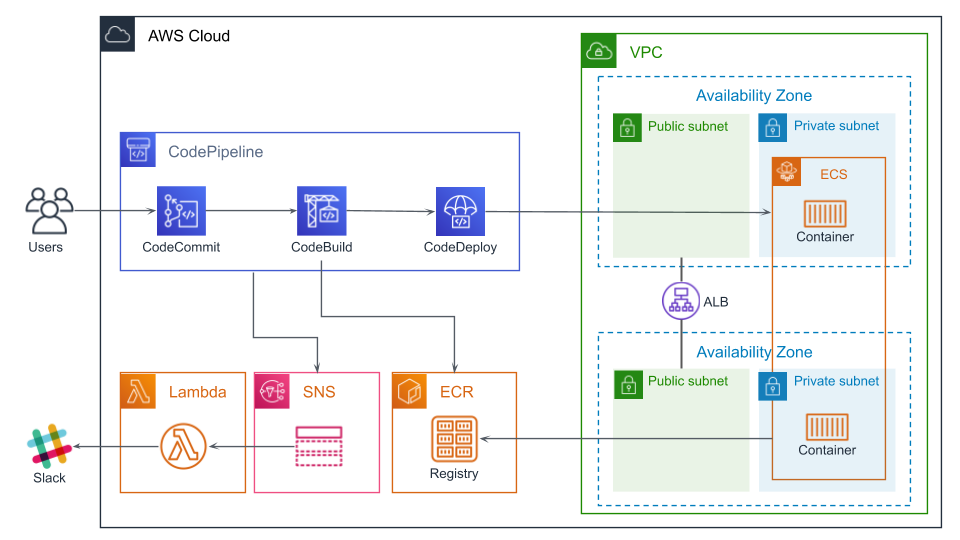 AWS Cloud
VPC
Availability Zone
Public subnet
Private subnet
CodePipeline
ECS
Container
Users
CodeCommit
CodeBuild
CodeDeploy
ALB
Availability Zone
Public subnet
Private subnet
Lambda
SNS
ECR
Container
Registry
Slack